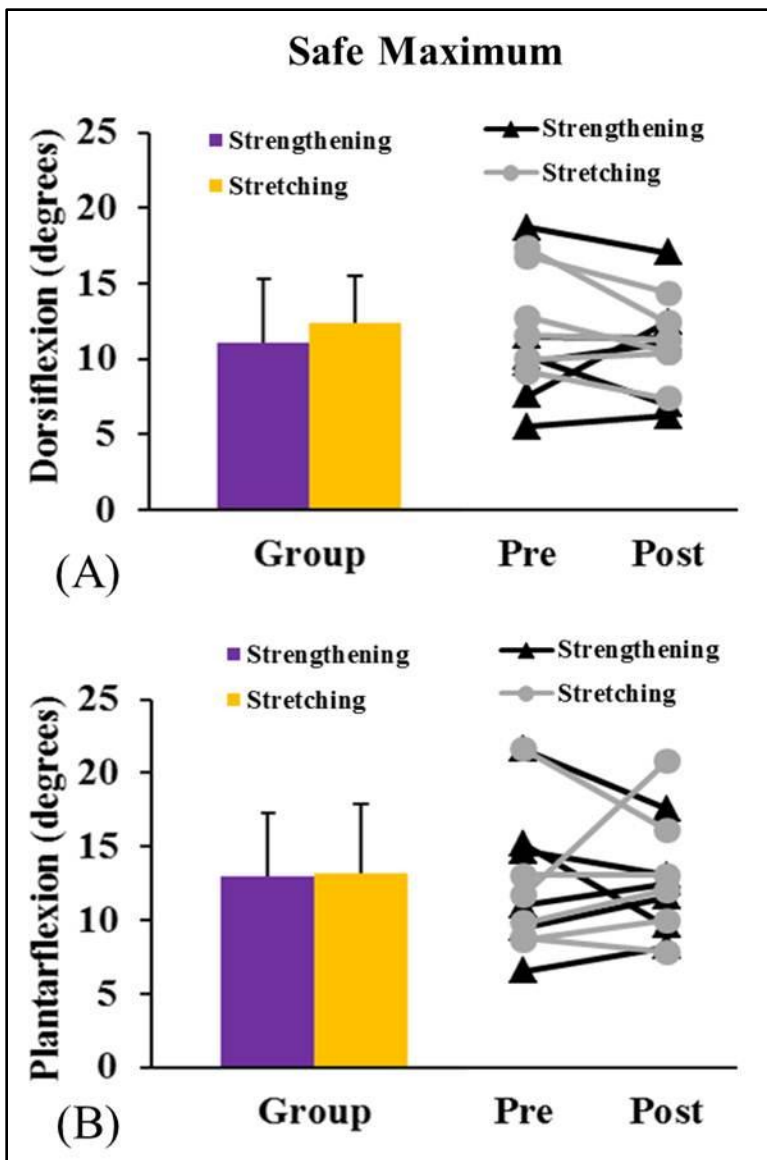 Safe Maximum
Dorsiflexion (degrees)
25
20
15
10
5
0
Strengthening
Stretching
Strengthening
Stretching
Group
Pre
Post
(A)
Plantarflexion (degrees)
25
20
15
10
5
0
Strengthening
Stretching
Strengthening
Stretching
Group
Pre
Post
(B)